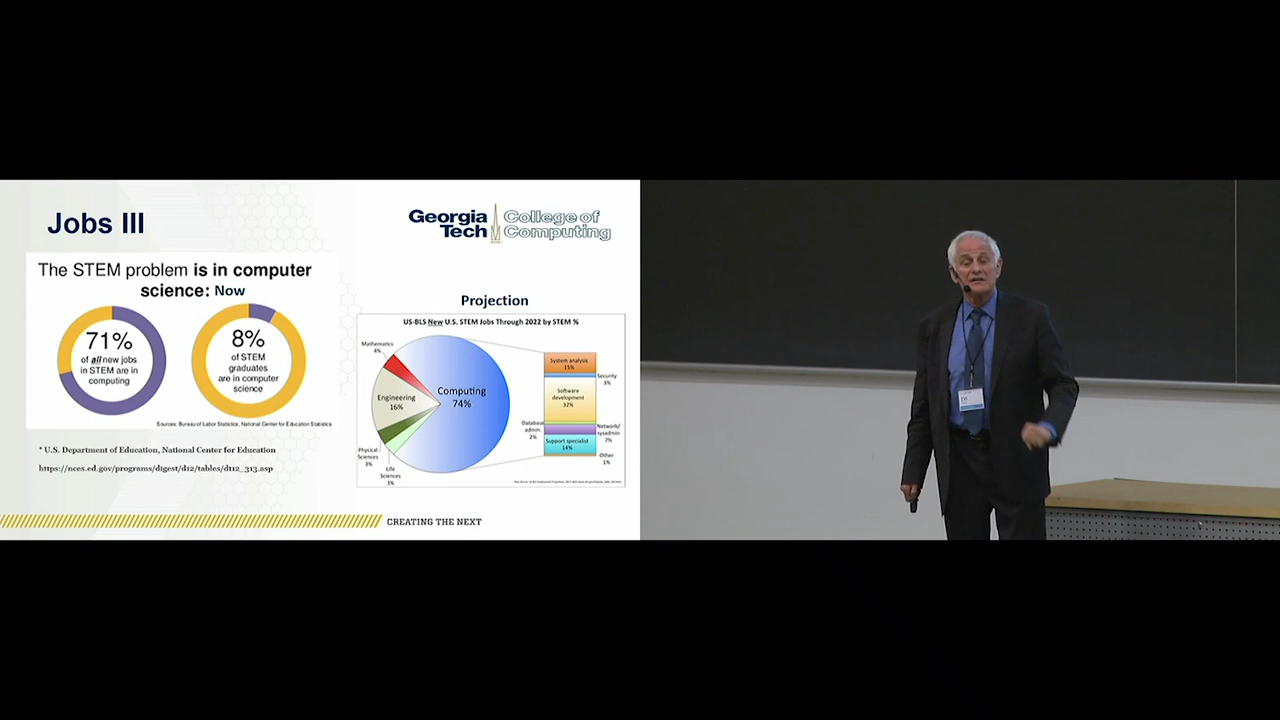 Jobs III
Georgia Tech
College of Computing
The STEM problem is in computer
science: Now
71%
of all new jobs
in STEM are in
computing
8%
of STEM
graduates
are in computer
science
Sources: Bureau of Labor Statistics, National Center for Education Statistics
* U.S. Department of Education, National Center for Education
https://nces.ed.gov/programs/digest/d12/tables/dt12_313.asp
Projection
US-BLS New U.S. STEM Jobs Through 2022 by STEM %
Mathematics
4%
Engineering
16%
Physical
Sciences
3%
Life
Sciences
3%
Computing
74%
System analysis
15%
Security
3%
Software
development
32%
Database
admin.
2%
Network/
sysadmin
7%
Support specialist
14%
Other
1%
CREATING THE NEXT